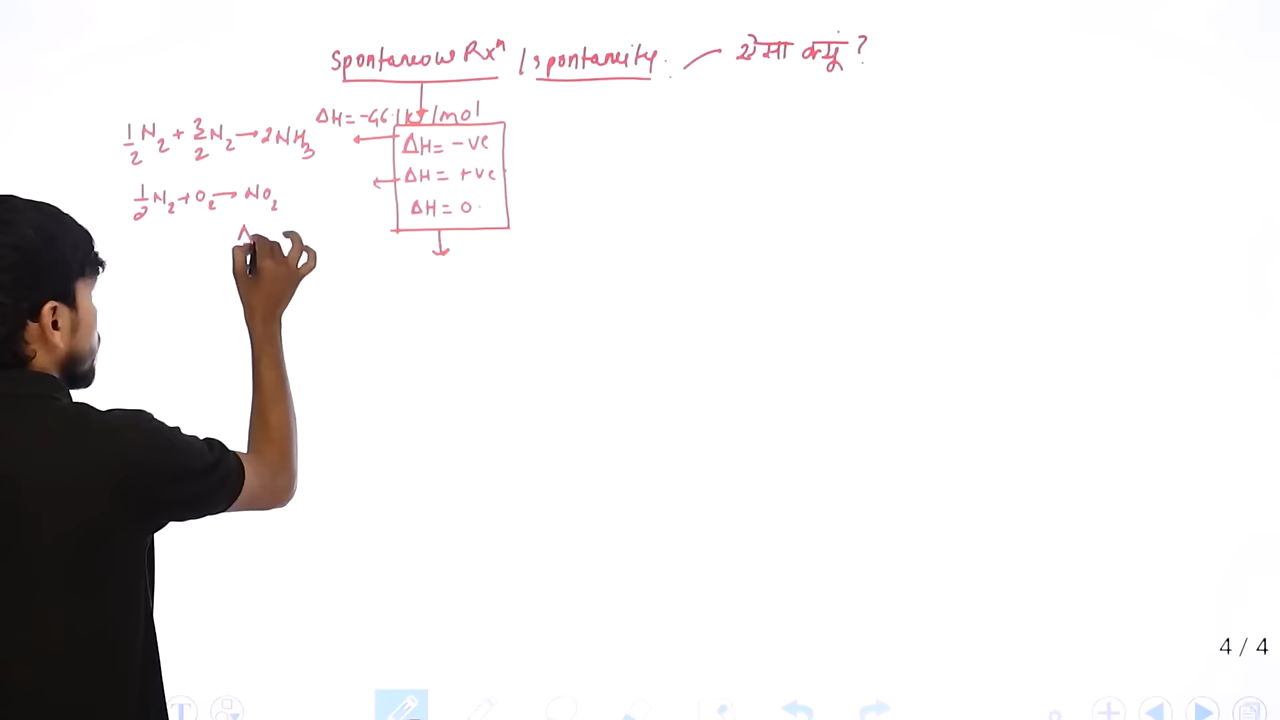 Spontaneous Rxⁿ / spontaneity. — ऐसा क्यूं ?
ΔH = -46.1 kJ/mol
½N₂ + 3/2 N₂ → 2NH₃
ΔH = -ve
ΔH = +ve
½N₂ + O₂ → NO₂
ΔH = 0
4 / 4